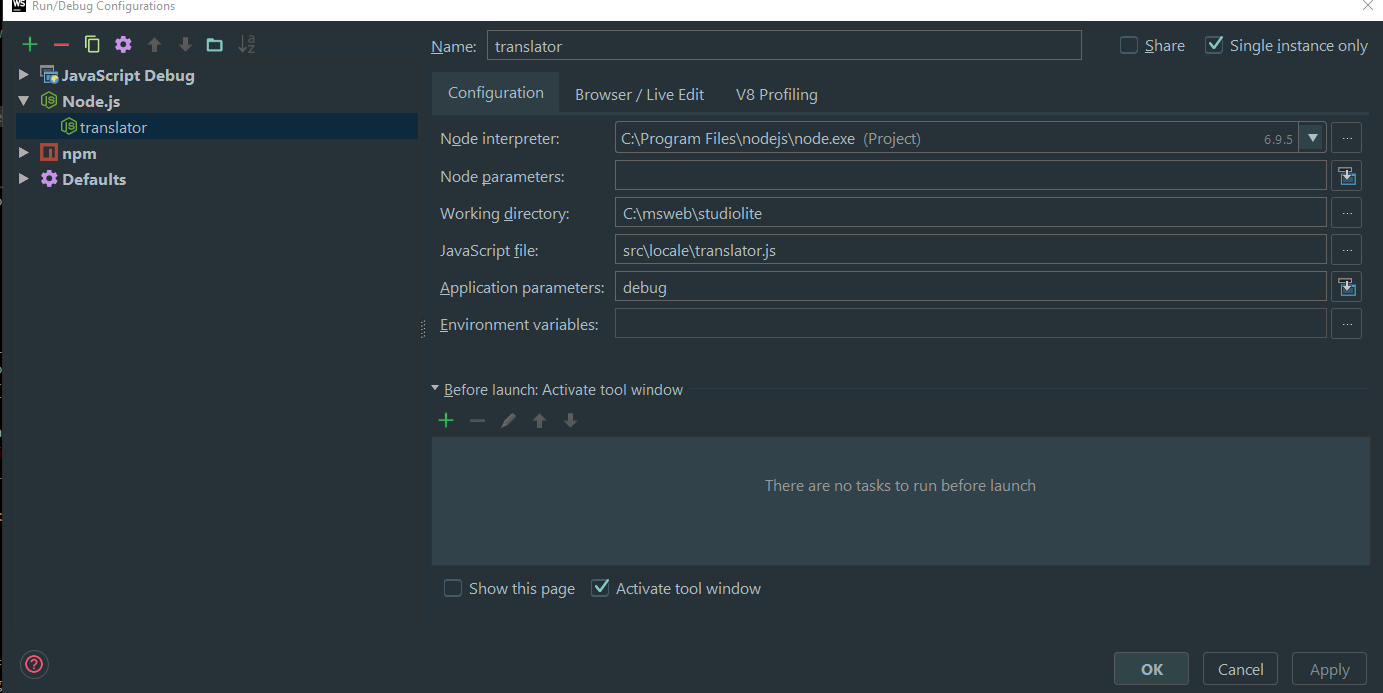 WS Run/Debug Configurations
Name: translator
Share
Single instance only
JavaScript Debug
Node.js
translator
npm
Defaults
Configuration
Browser / Live Edit
V8 Profiling
Node interpreter: C:\Program Files\nodejs\node.exe (Project) 6.9.5
Node parameters:
Working directory: C:\msweb\studiolite
JavaScript file: src\locale\translator.js
Application parameters: debug
Environment variables:
Before launch: Activate tool window
There are no tasks to run before launch
Show this page
Activate tool window
OK
Cancel
Apply